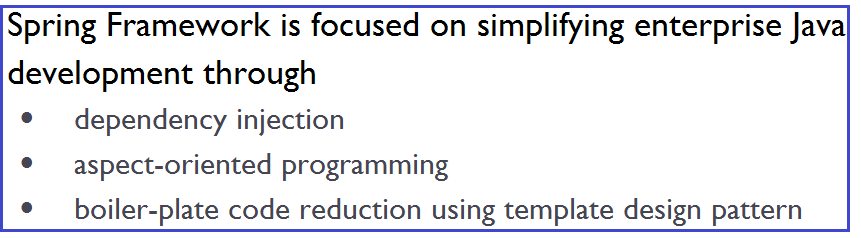 Spring Framework is focused on simplifying enterprise Java
development through
• dependency injection
• aspect-oriented programming
• boiler-plate code reduction using template design pattern